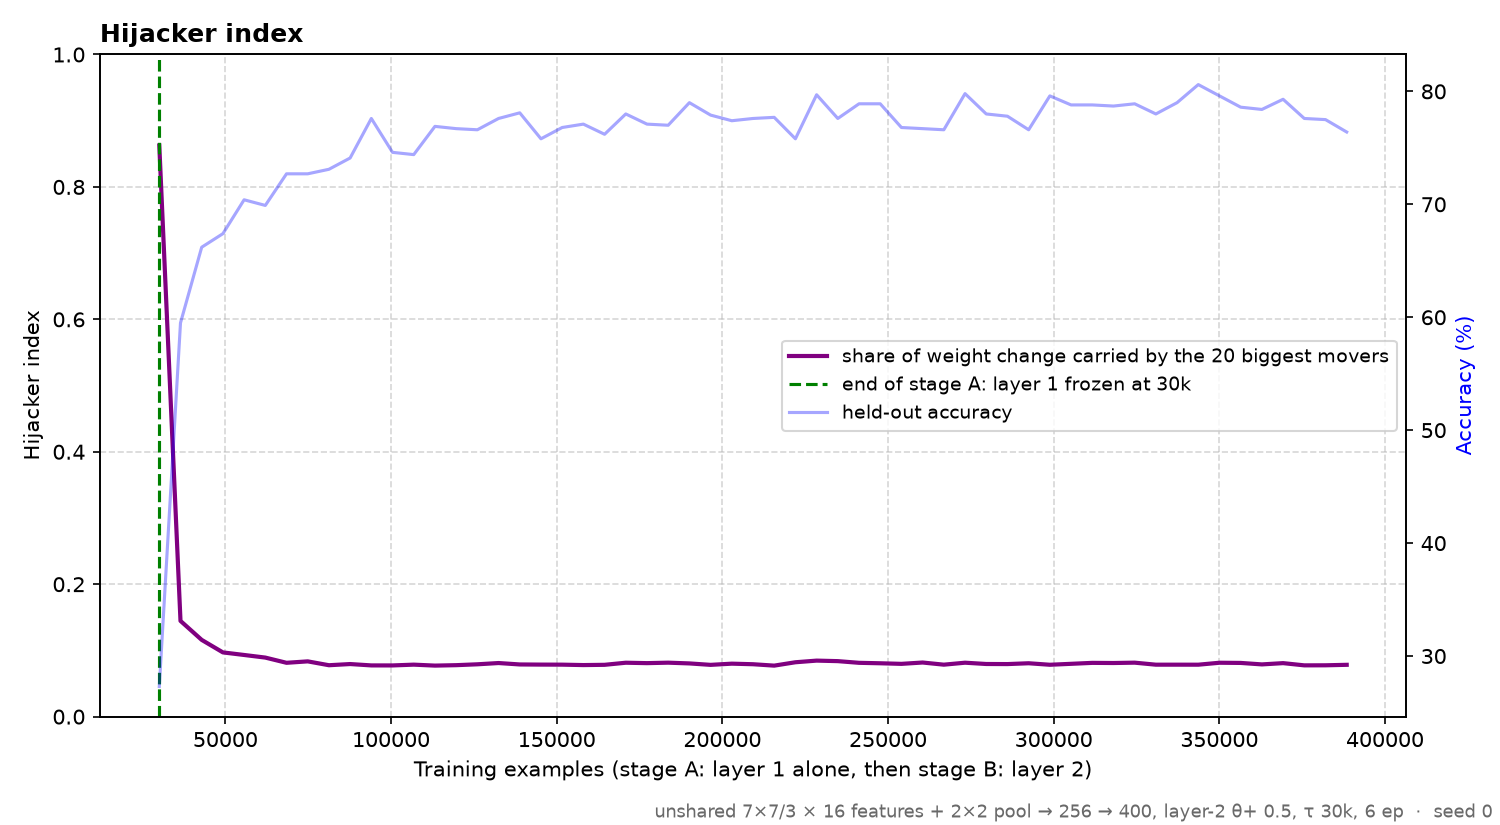 Hijacker index
1.0
0.8
0.6
0.4
0.2
0.0
Hijacker index
80
70
60
50
40
30
Accuracy (%)
share of weight change carried by the 20 biggest movers
end of stage A: layer 1 frozen at 30k
held-out accuracy
50000 100000 150000 200000 250000 300000 350000 400000
Training examples (stage A: layer 1 alone, then stage B: layer 2)
unshared 7×7/3 × 16 features + 2×2 pool → 256 → 400, layer-2 θ+ 0.5, τ 30k, 6 ep · seed 0